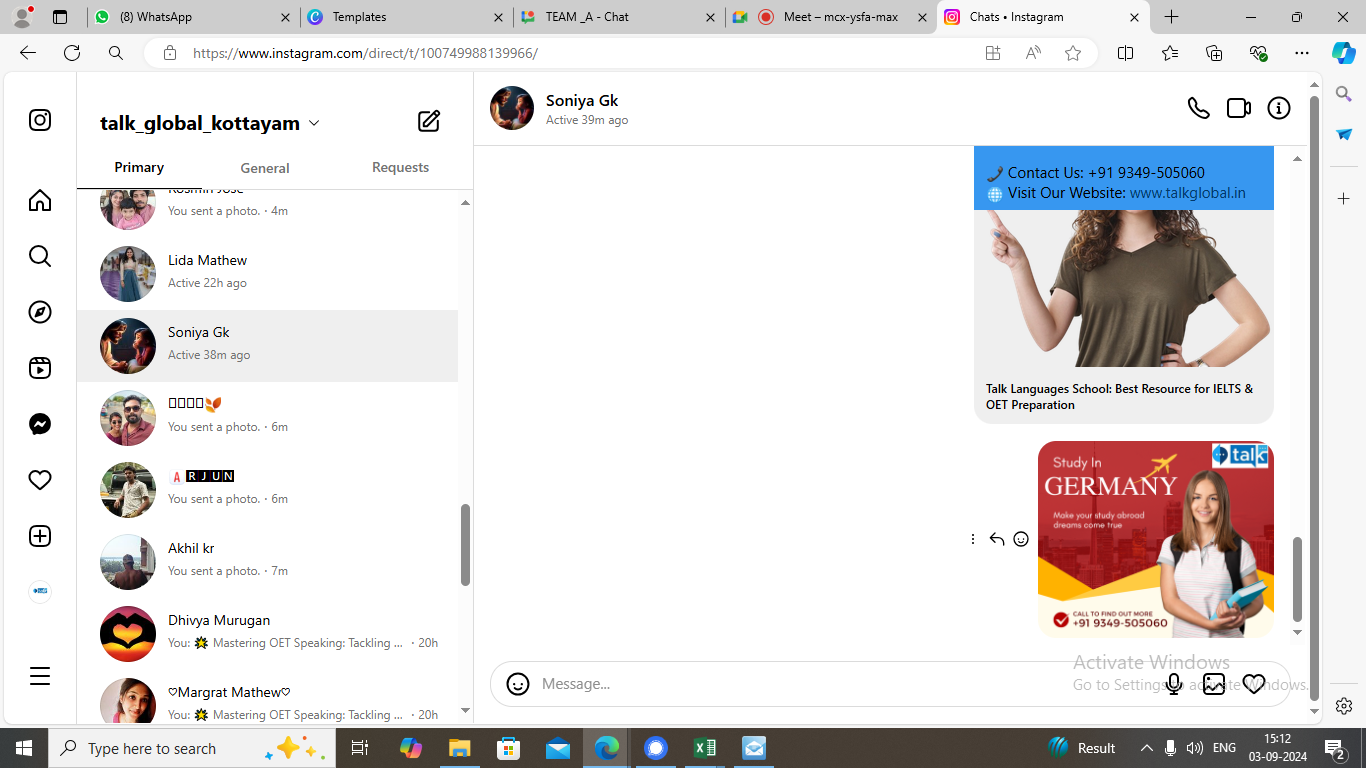 (8) WhatsApp
Templates
TEAM _A - Chat
Meet – mcx-ysfa-max
Chats • Instagram
https://www.instagram.com/direct/t/100749988139966/
talk_global_kottayam
Primary
General
Requests
Rosmin Jose
You sent a photo. · 4m
Lida Mathew
Active 22h ago
Soniya Gk
Active 38m ago
You sent a photo. · 6m
A R J U N
You sent a photo. · 6m
Akhil kr
You sent a photo. · 7m
Dhivya Murugan
You: Mastering OET Speaking: Tackling ... · 20h
♡Margrat Mathew♡
You: Mastering OET Speaking: Tackling ... · 20h
Soniya Gk
Active 39m ago
Contact Us: +91 9349-505060
Visit Our Website: www.talkglobal.in
Talk Languages School: Best Resource for IELTS &
OET Preparation
talk
Study In
GERMANY
Make your study abroad
dreams come true
CALL TO FIND OUT MORE
+91 9349-505060
Message...
Activate Windows
Go to Settings to activate Windows.
Type here to search
Result
ENG
15:12
03-09-2024
2